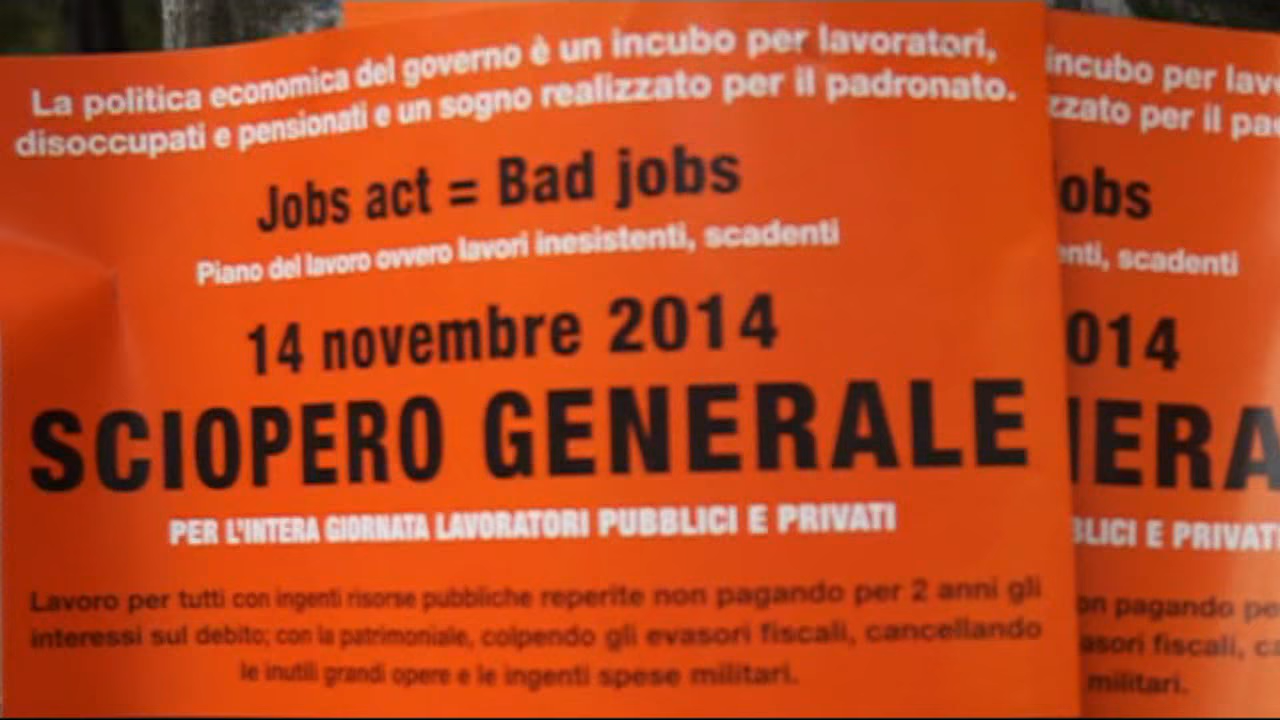 La politica economica del governo è un incubo per lavoratori,
disoccupati e pensionati e un sogno realizzato per il padronato.
Jobs act = Bad jobs
Piano del lavoro ovvero lavori inesistenti, scadenti
14 novembre 2014
SCIOPERO GENERALE
PER L'INTERA GIORNATA LAVORATORI PUBBLICI E PRIVATI
Lavoro per tutti con ingenti risorse pubbliche reperite non pagando per 2 anni gli
interessi sul debito; con la patrimoniale, colpendo gli evasori fiscali, cancellando
le inutili grandi opere e le ingenti spese militari.
incubo per lav
zzato per il pa
obs
enti, scadenti
014
NERA
BLICI E PRIVATI
on pagando pe
asori fiscali, ca
militari.